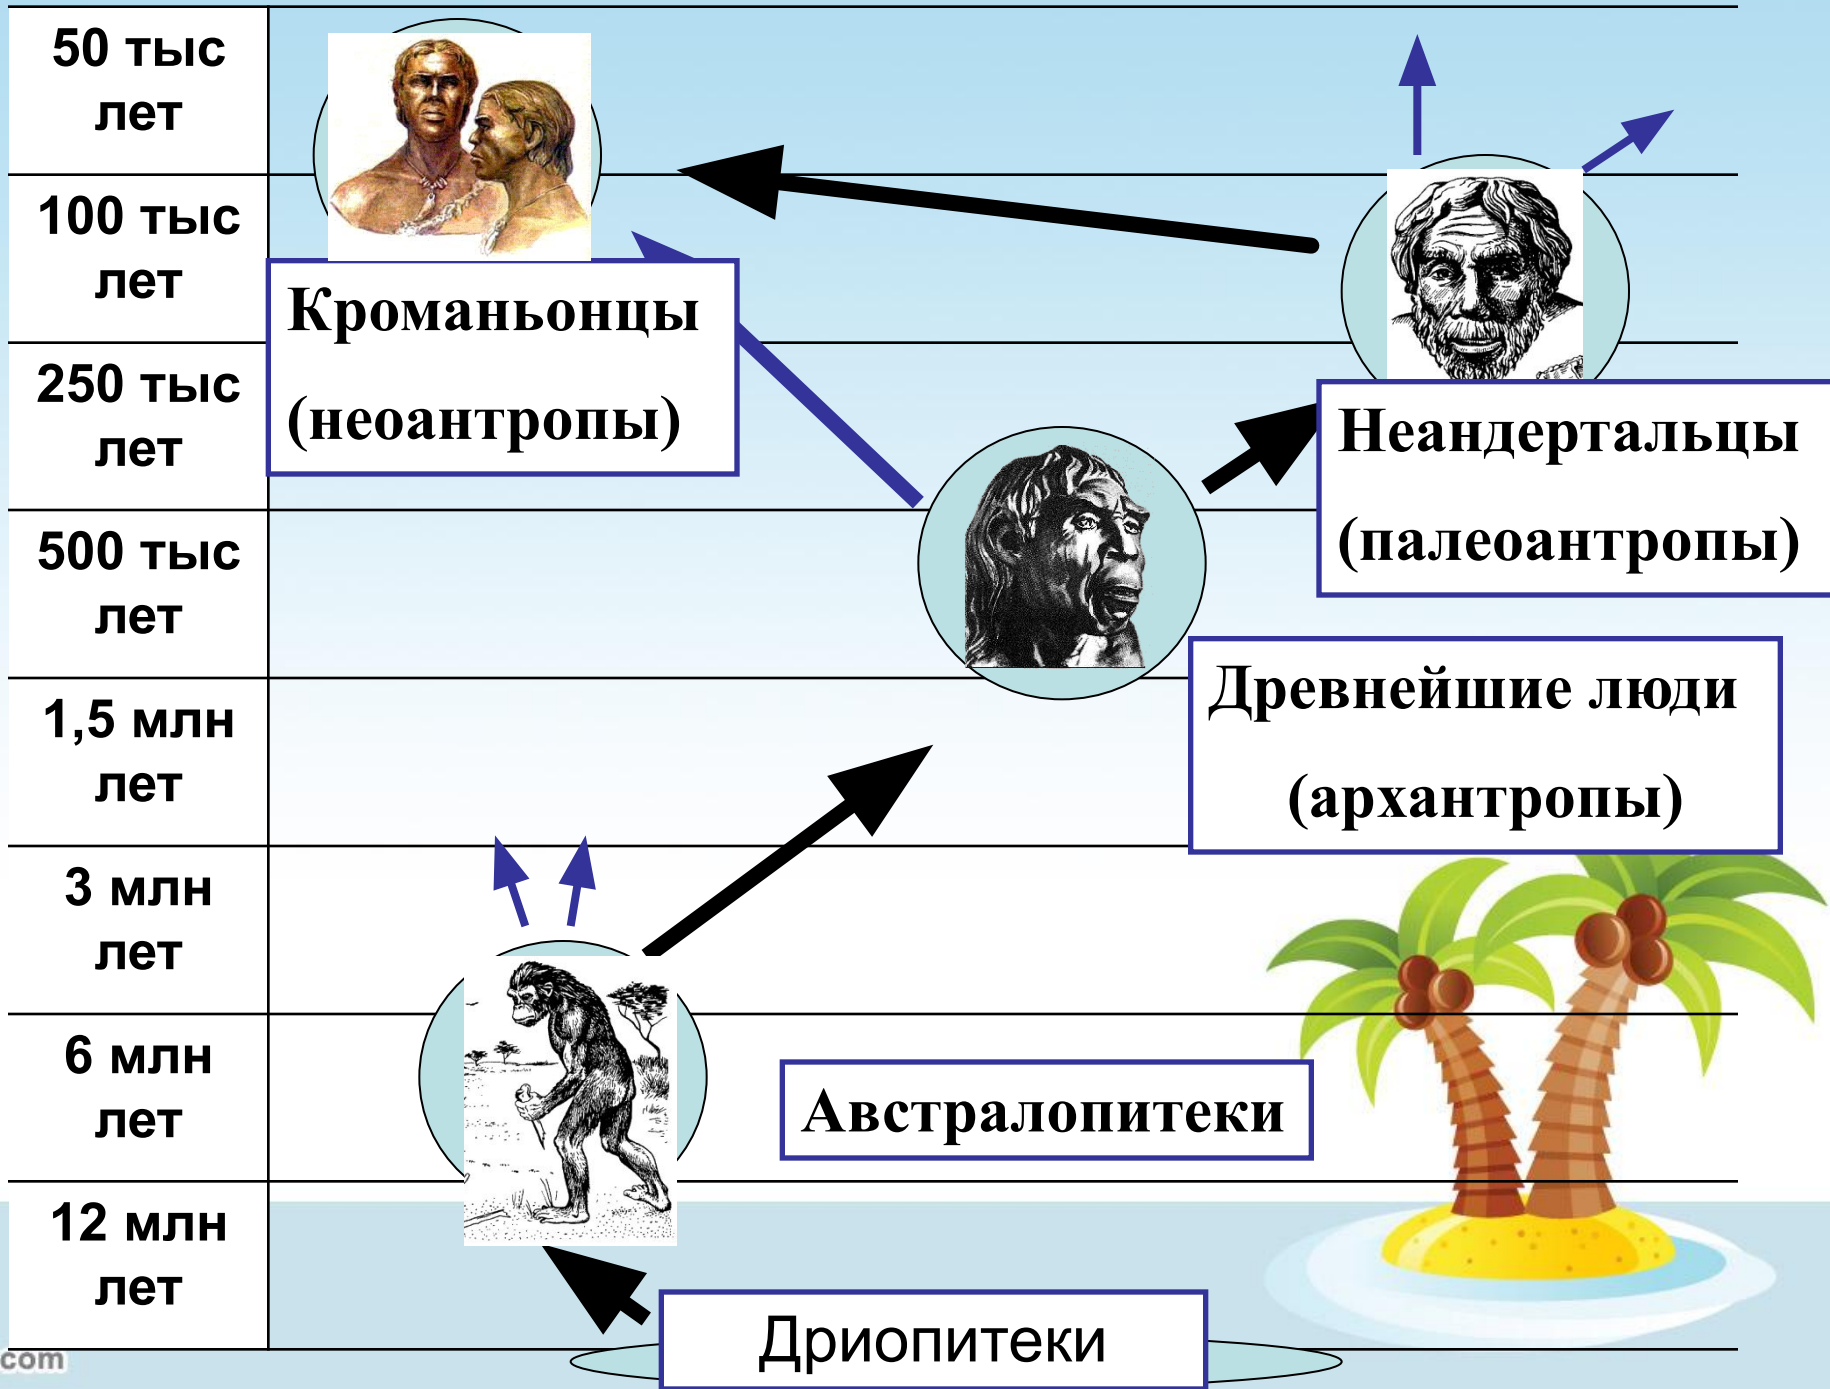 50 тыс
лет
100 тыс
лет
250 тыс
лет
500 тыс
лет
1,5 млн
лет
3 млн
лет
6 млн
лет
12 млн
лет
Кроманьонцы
(неоантропы)
Неандертальцы
(палеоантропы)
Древнейшие люди
(архантропы)
Австралопитеки
Дриопитеки
com